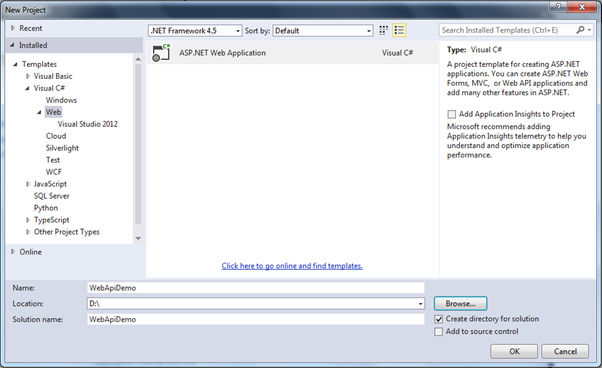 New Project
Recent
.NET Framework 4.5
Sort by: Default
Search Installed Templates (Ctrl+E)
Installed
Templates
Visual Basic
Visual C#
Windows
Web
Visual Studio 2012
Cloud
Silverlight
Test
WCF
JavaScript
SQL Server
Python
TypeScript
Other Project Types
Online
C#
ASP.NET Web Application
Visual C#
Click here to go online and find templates.
Type: Visual C#
A project template for creating ASP.NET
applications. You can create ASP.NET Web
Forms, MVC, or Web API applications and
add many other features in ASP.NET.
Add Application Insights to Project
Microsoft recommends adding
Application Insights telemetry to help you
understand and optimize application
performance.
Name: WebApiDemo
Location: D:\
Browse...
Solution name: WebApiDemo
Create directory for solution
Add to source control
OK
Cancel